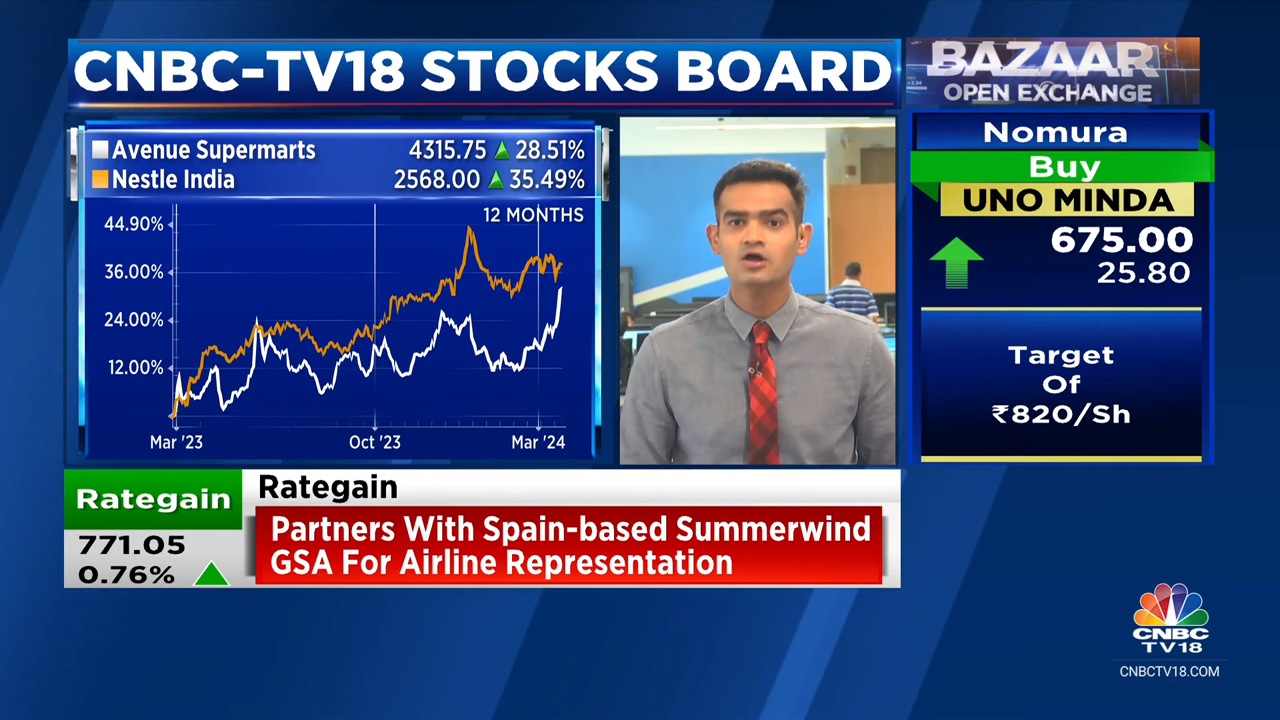 CNBC-TV18 STOCKS BOARD
BAZAAR
OPEN EXCHANGE
Avenue Supermarts 4315.75 28.51%
Nestle India 2568.00 35.49%
12 MONTHS
44.90%
36.00%
24.00%
12.00%
Mar '23 Oct '23 Mar '24
Nomura
Buy
UNO MINDA
675.00
25.80
Target
Of
₹820/Sh
Rategain
771.05
0.76%
Rategain
Partners With Spain-based Summerwind
GSA For Airline Representation
CNBC
TV18
CNBCTV18.COM